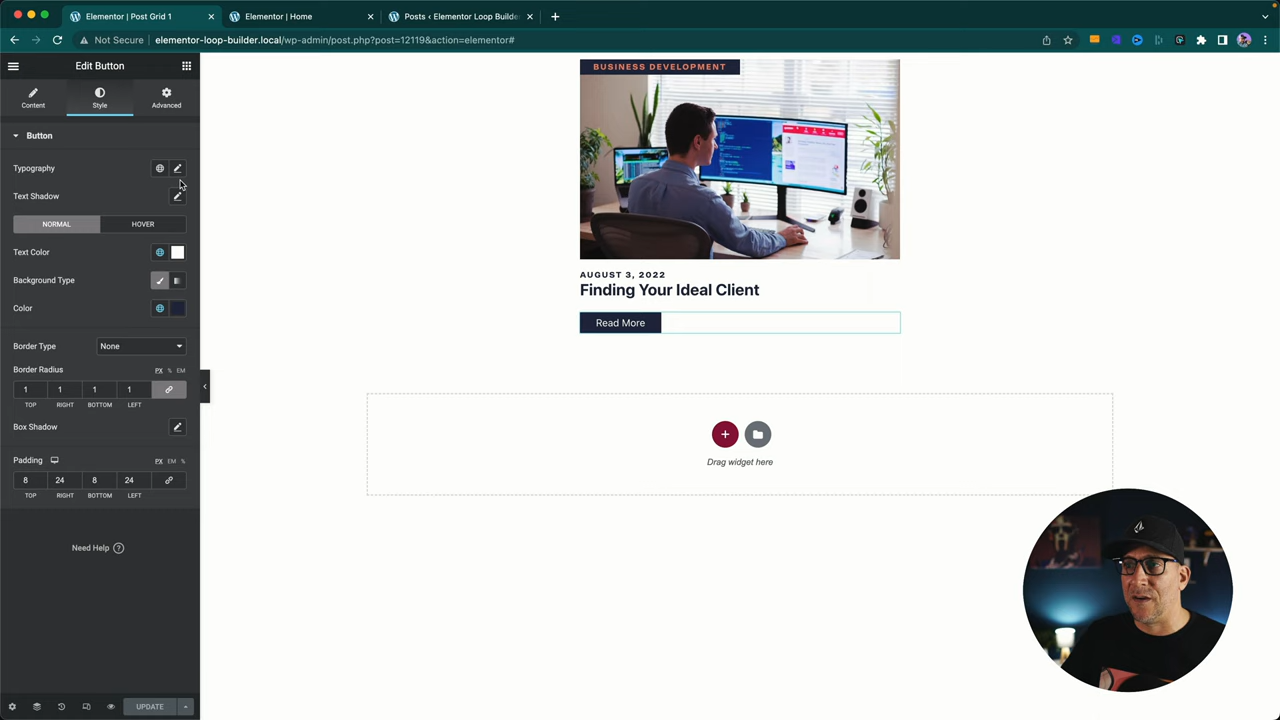 Elementor | Post Grid 1
Elementor | Home
Posts ‹ Elementor Loop Builde
Not Secure
elementor-loop-builder.local/wp-admin/post.php?post=12119&action=elementor#
Edit Button
Content
Advanced
Text
NORMAL
HOVER
Text Color
Background Type
Color
Border Type
None
Border Radius
PX % EM
1 1 1 1
TOP RIGHT BOTTOM LEFT
Box Shadow
Padding
PX EM %
8 24 8 24
TOP RIGHT BOTTOM LEFT
Need Help
UPDATE
BUSINESS DEVELOPMENT
AUGUST 3, 2022
Finding Your Ideal Client
Read More
Drag widget here